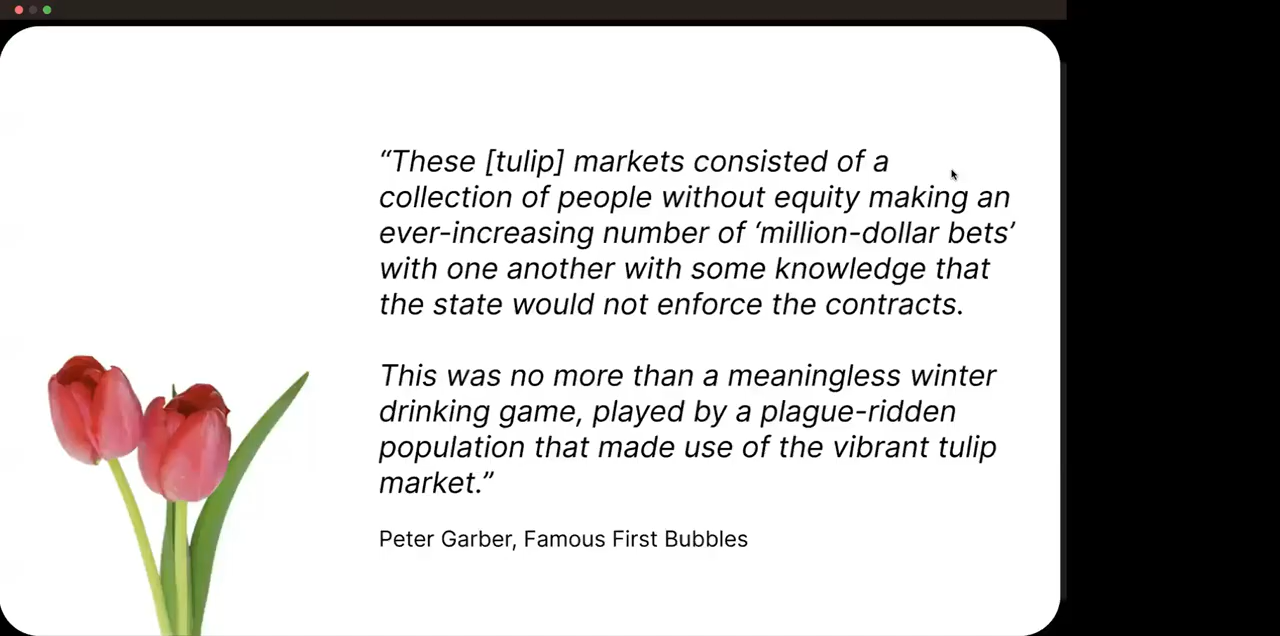 “These [tulip] markets consisted of a
collection of people without equity making an
ever-increasing number of ‘million-dollar bets’
with one another with some knowledge that
the state would not enforce the contracts.
This was no more than a meaningless winter
drinking game, played by a plague-ridden
population that made use of the vibrant tulip
market.”
Peter Garber, Famous First Bubbles